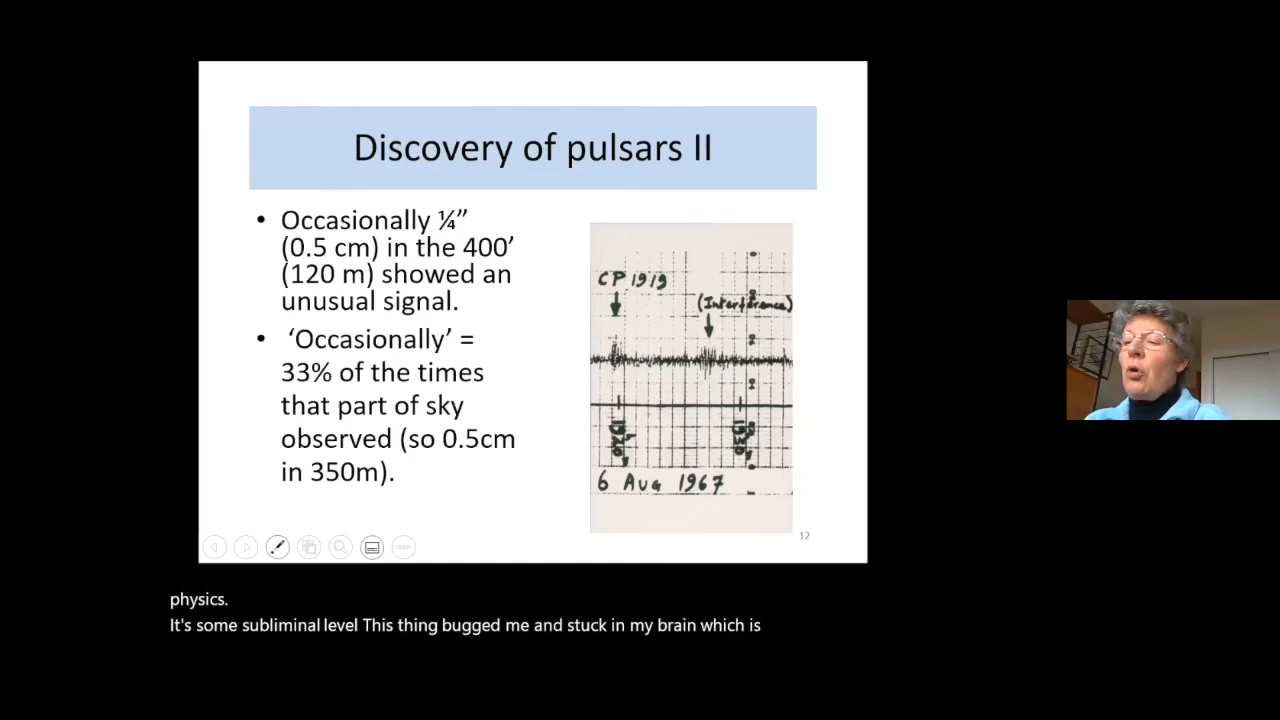 Discovery of pulsars II
• Occasionally ¼”
(0.5 cm) in the 400’
(120 m) showed an
unusual signal.
• ‘Occasionally’ =
33% of the times
that part of sky
observed (so 0.5cm
in 350m).
CP 1919
(Interference)
1920
1930
6 Aug 1967
12
physics.
It's some subliminal level This thing bugged me and stuck in my brain which is